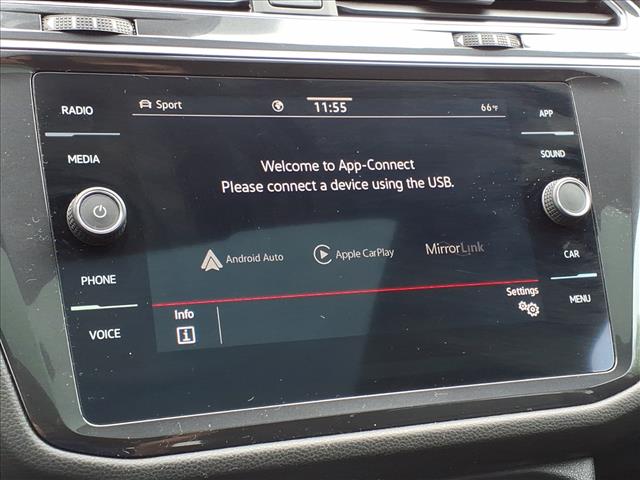 RADIO
MEDIA
PHONE
VOICE
Sport
11:55
66°F
Welcome to App-Connect
Please connect a device using the USB.
Android Auto
Apple CarPlay
MirrorLink
Info
i
Settings
APP
SOUND
CAR
MENU